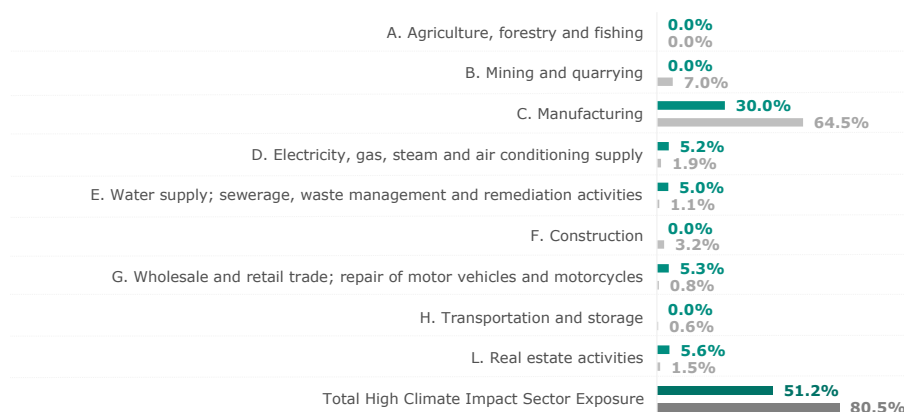 A. Agriculture, forestry and fishing 0.0%
0.0%
B. Mining and quarrying 0.0%
7.0%
C. Manufacturing 30.0%
64.5%
D. Electricity, gas, steam and air conditioning supply 5.2%
1.9%
E. Water supply; sewerage, waste management and remediation activities 5.0%
1.1%
F. Construction 0.0%
3.2%
G. Wholesale and retail trade; repair of motor vehicles and motorcycles 5.3%
0.8%
H. Transportation and storage 0.0%
0.6%
L. Real estate activities 5.6%
1.5%
Total High Climate Impact Sector Exposure 51.2%
80.5%